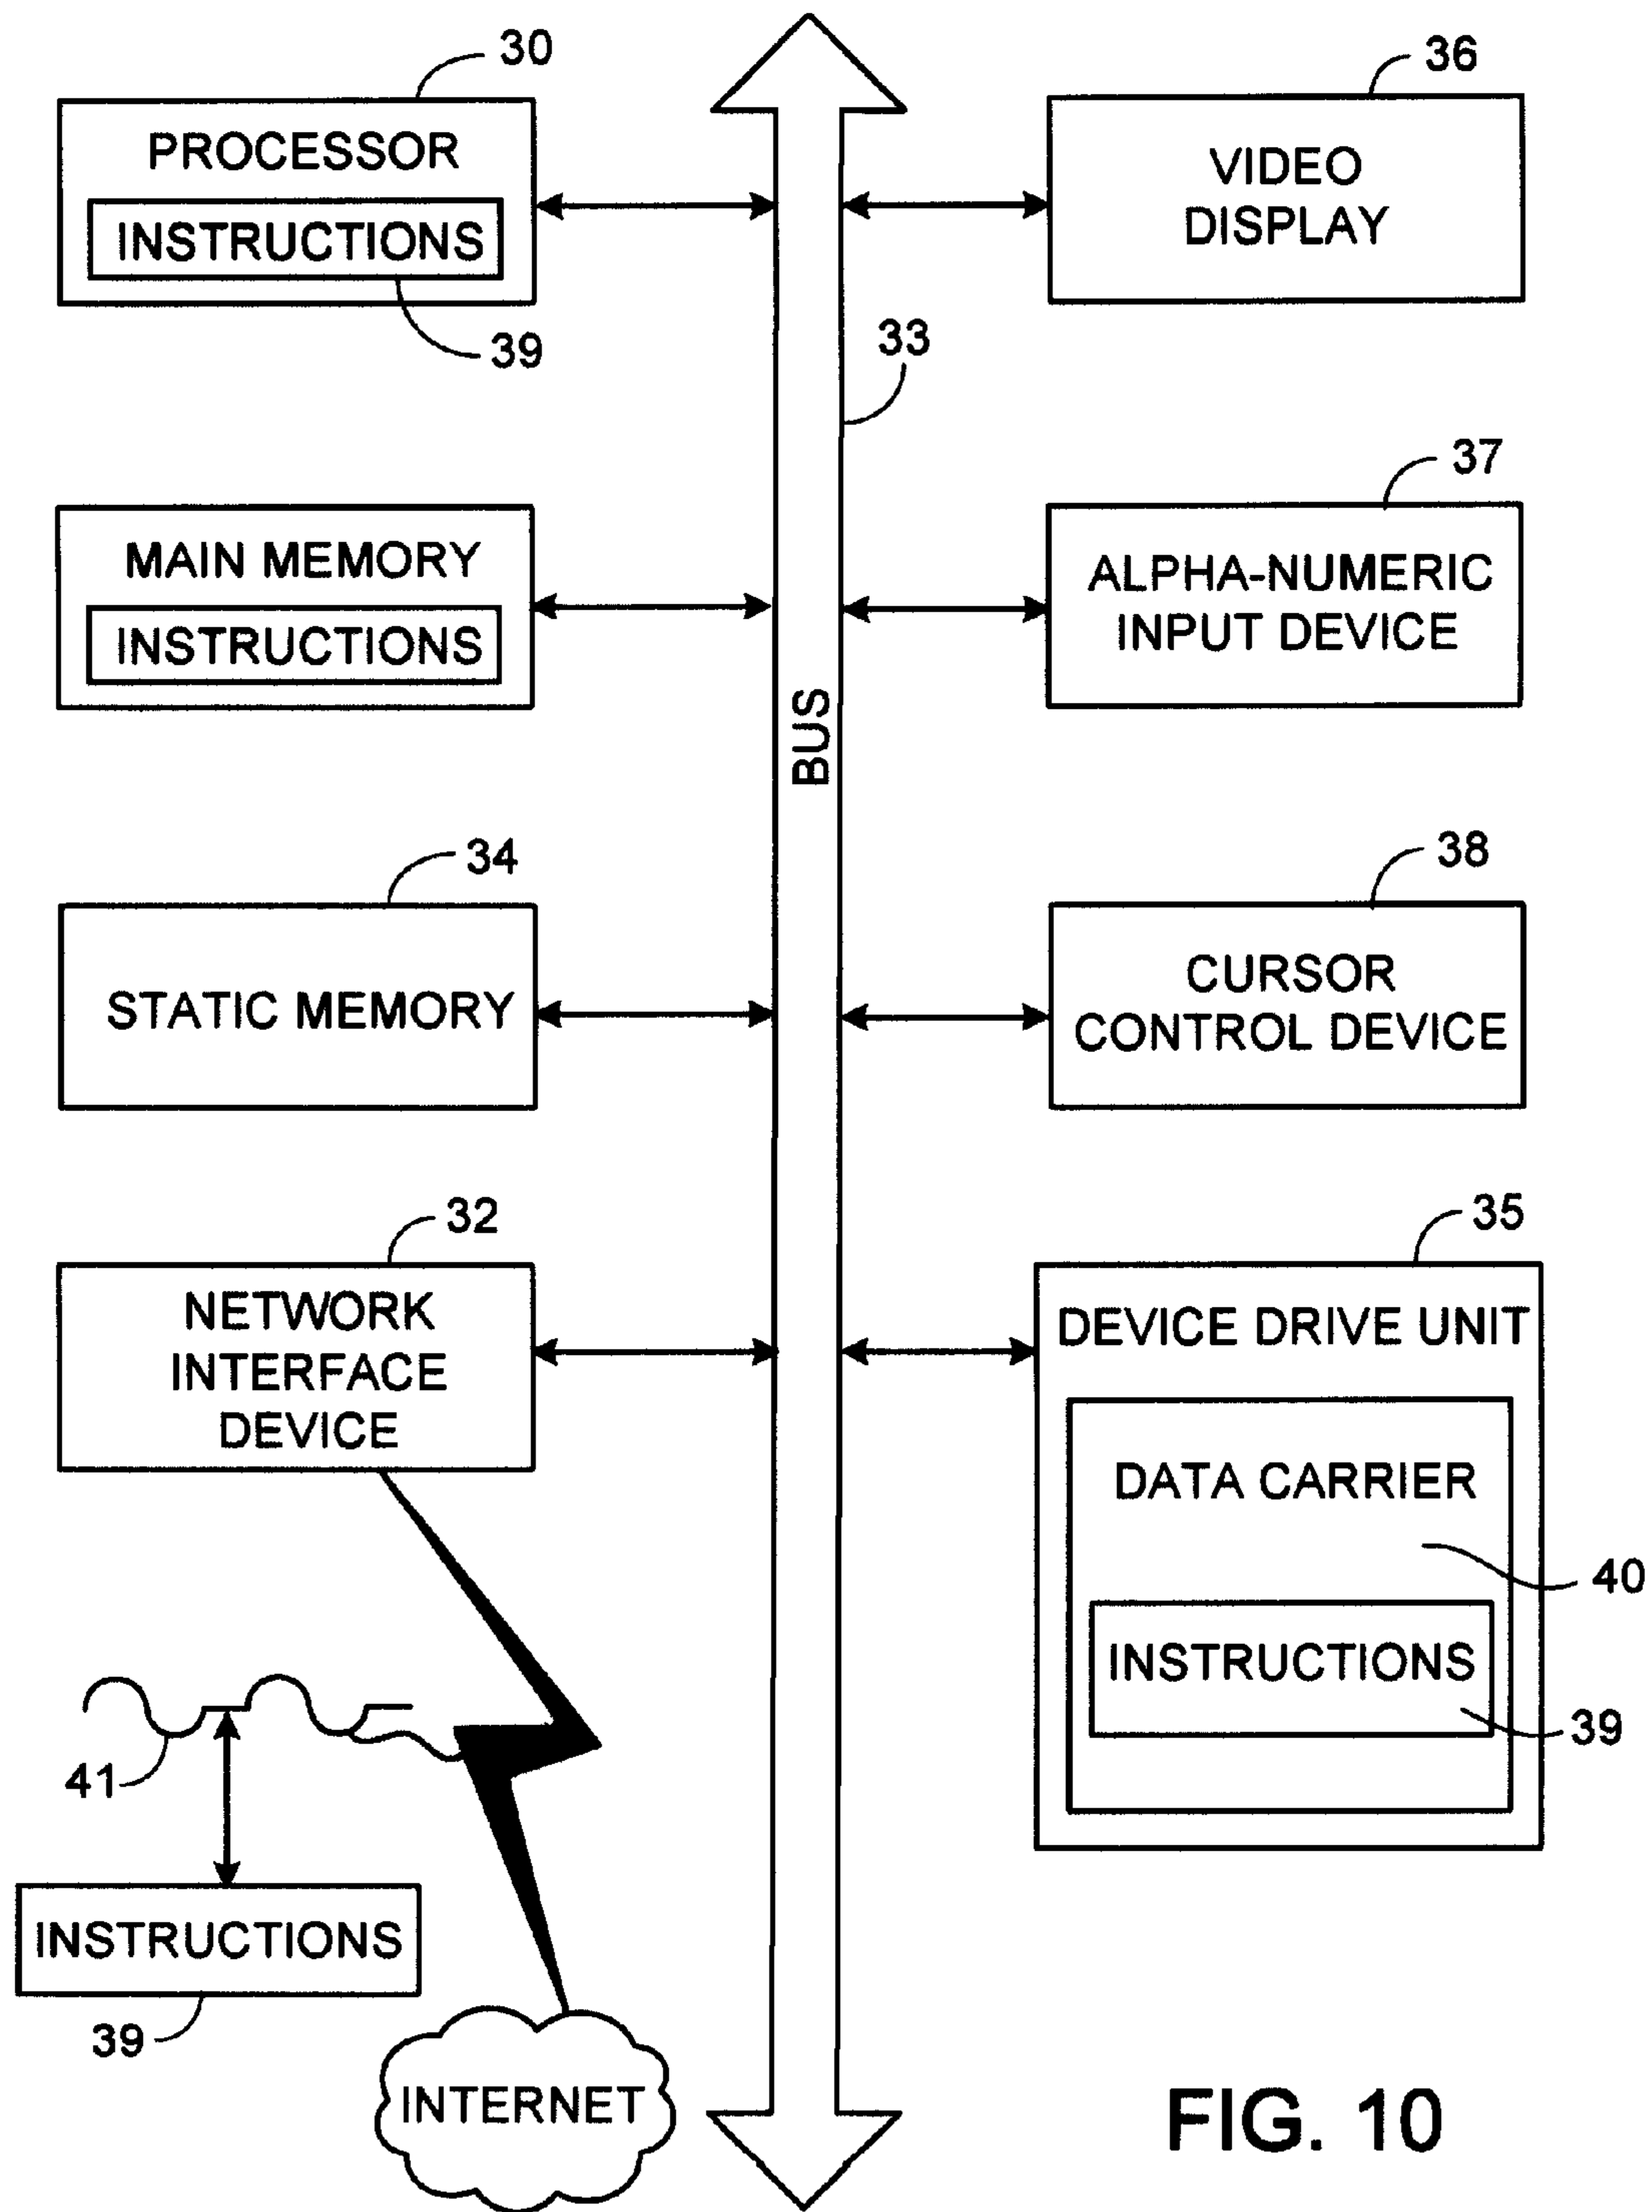 30
PROCESSOR
INSTRUCTIONS
39
36
VIDEO
DISPLAY
33
MAIN MEMORY
INSTRUCTIONS
37
ALPHA-NUMERIC
INPUT DEVICE
BUS
34
STATIC MEMORY
38
CURSOR
CONTROL DEVICE
32
NETWORK
INTERFACE
DEVICE
35
DEVICE DRIVE UNIT
DATA CARRIER
40
INSTRUCTIONS
39
41
INSTRUCTIONS
39
INTERNET
FIG. 10